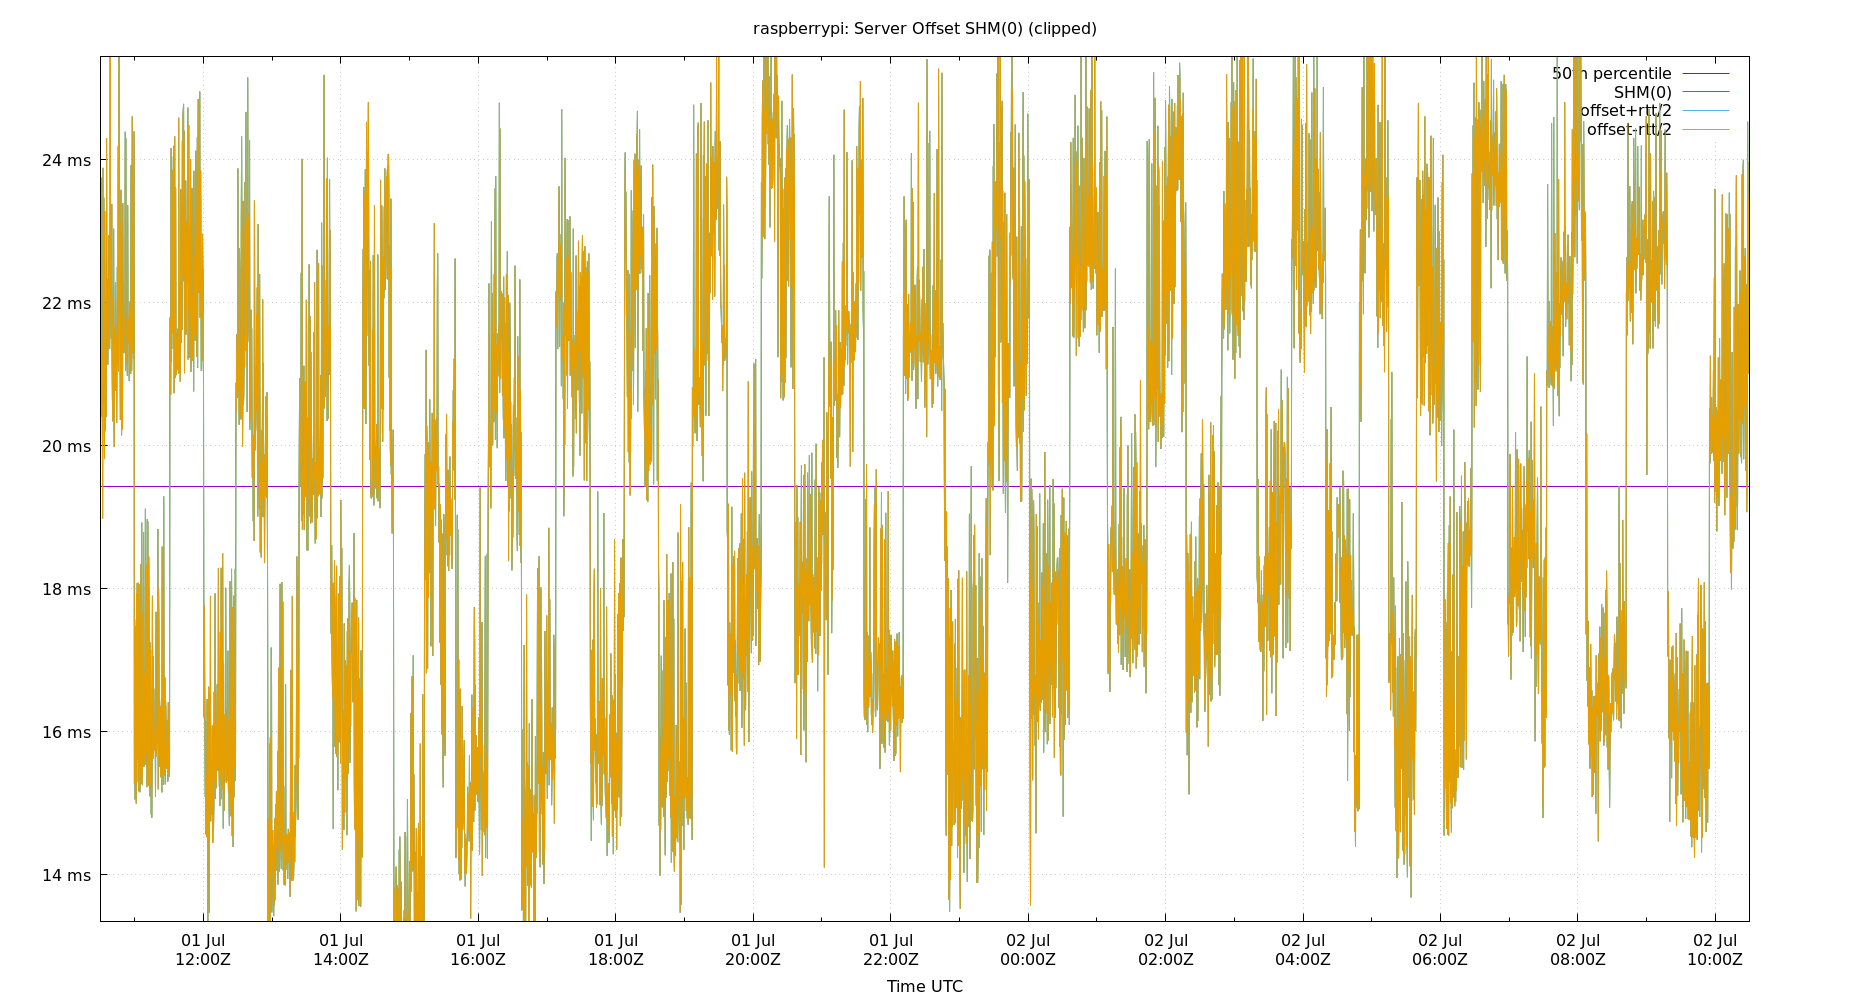 raspberrypi: Server Offset SHM(0) (clipped)
50th percentile
SHM(0)
offset+rtt/2
offset-rtt/2
24 ms
22 ms
20 ms
18 ms
16 ms
14 ms
01 Jul 01 Jul 01 Jul 01 Jul 01 Jul 01 Jul 02 Jul 02 Jul 02 Jul 02 Jul 02 Jul 02 Jul
12:00Z 14:00Z 16:00Z 18:00Z 20:00Z 22:00Z 00:00Z 02:00Z 04:00Z 06:00Z 08:00Z 10:00Z
Time UTC